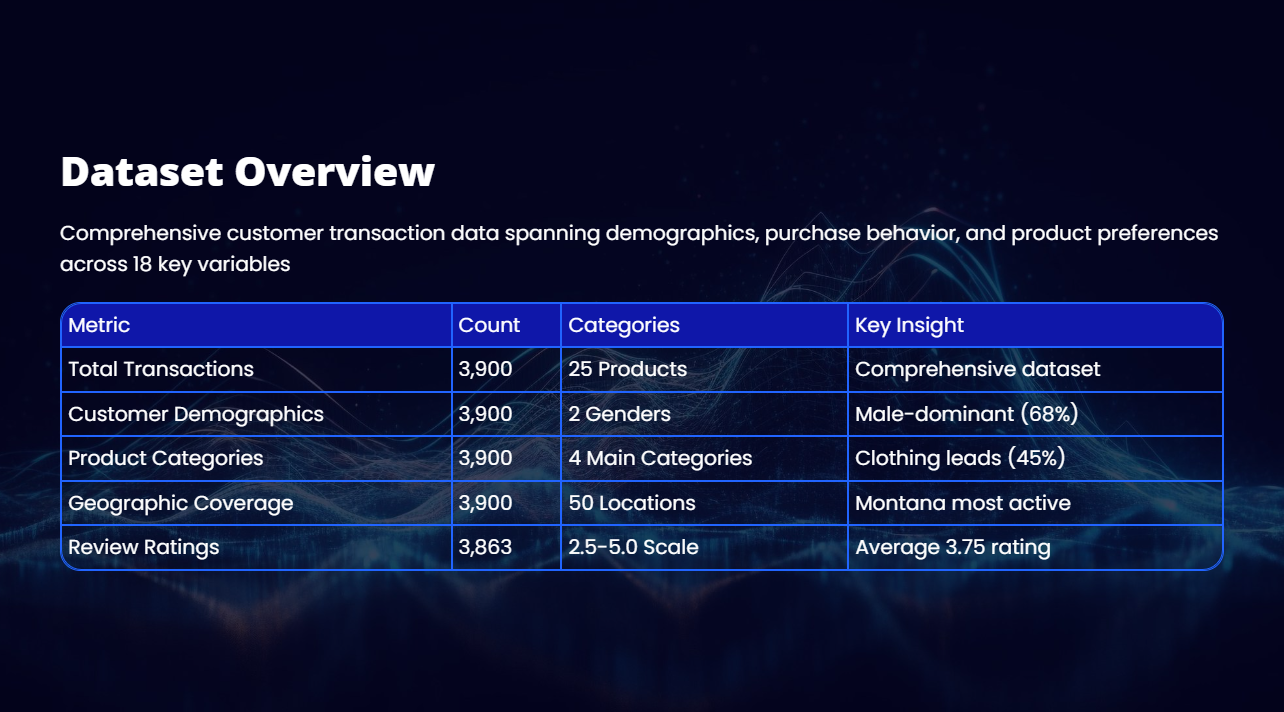 Dataset Overview
Comprehensive customer transaction data spanning demographics, purchase behavior, and product preferences
across 18 key variables
Metric Count Categories Key Insight
Total Transactions 3,900 25 Products Comprehensive dataset
Customer Demographics 3,900 2 Genders Male-dominant (68%)
Product Categories 3,900 4 Main Categories Clothing leads (45%)
Geographic Coverage 3,900 50 Locations Montana most active
Review Ratings 3,863 2.5-5.0 Scale Average 3.75 rating